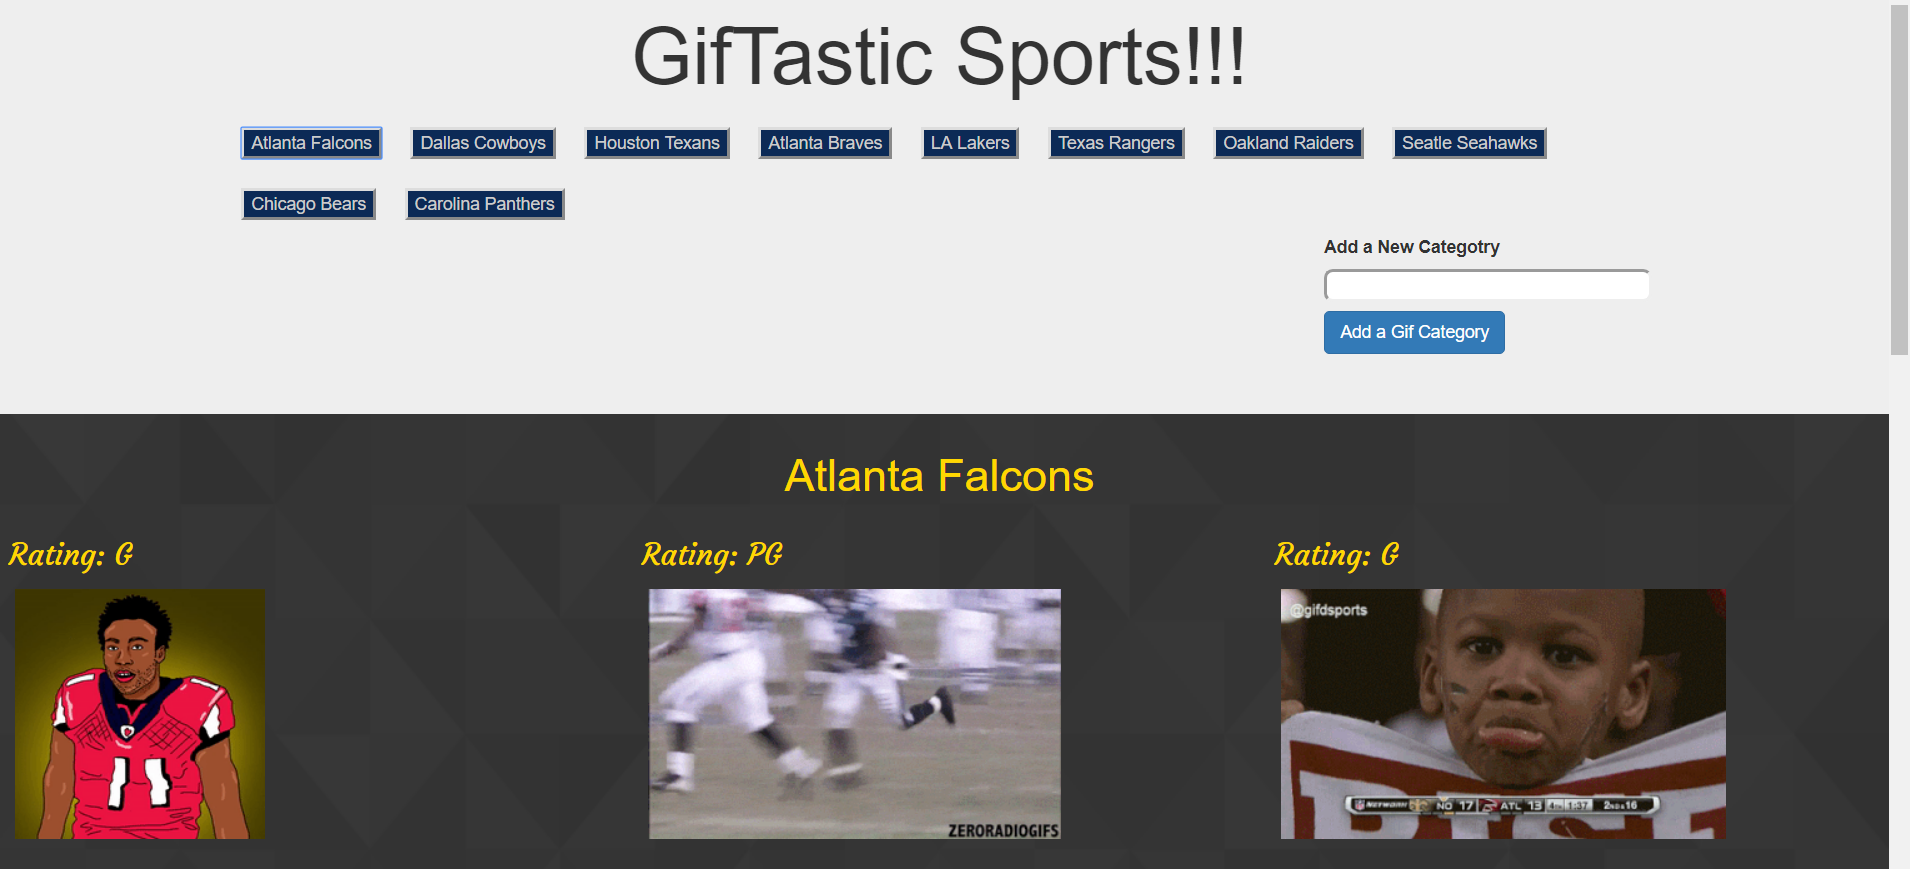 GifTastic Sports!!!
Atlanta Falcons Dallas Cowboys Houston Texans Atlanta Braves LA Lakers Texas Rangers Oakland Raiders Seatle Seahawks
Chicago Bears Carolina Panthers
Add a New Categotry
Add a Gif Category
Atlanta Falcons
Rating: G Rating: PG Rating: G
@gifdsports
11
NETWORK NO 17 ATL 13 4TH 1:37 2ND & 16
ZERORADIOGIFS